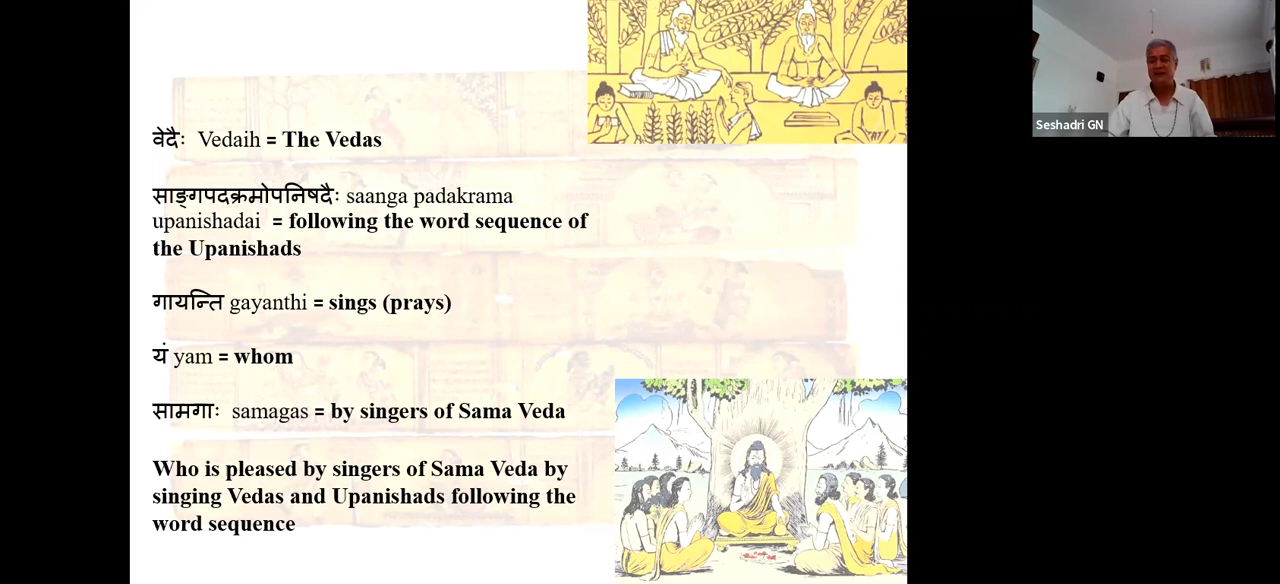 वेदैः Vedaih = The Vedas
साङ्गपदक्रमोपनिषदैः saanga padakrama
upanishadai = following the word sequence of
the Upanishads
गायन्ति gayanthi = sings (prays)
यं yam = whom
सामगाः samagas = by singers of Sama Veda
Who is pleased by singers of Sama Veda by
singing Vedas and Upanishads following the
word sequence
Seshadri GN